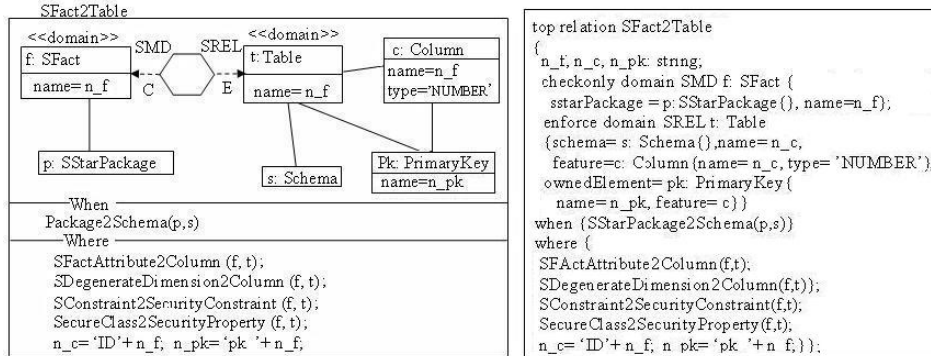 SFact2Table
<<domain>>
f: SFact
name= n_f
SMD
SREL
C
E
<<domain>>
t: Table
name= n_f
c: Column
name=n_f
type='NUMBER'
p: SStarPackage
s: Schema
Pk: PrimaryKey
name=n_pk
When
Package2Schema(p,s)
Where
SFactAttribute2Column (f, t);
SDegenerateDimension2Column (f, t);
SConstraint2SecurityConstraint (f, t);
SecureClass2SecurityProperty (f, t);
n_c= 'ID'+ n_f; n_pk= 'pk_'+ n_f;
top relation SFact2Table
{
n_f, n_c, n_pk: string;
checkonly domain SMD f: SFact {
sstarPackage = p: SStarPackage{}, name=n_f};
enforce domain SREL t: Table
{schema= s: Schema{},name= n_c,
feature=c: Column{name= n_c, type= 'NUMBER'},
ownedElement= pk: PrimaryKey{
name= n_pk, feature= c}}
when {SStarPackage2Schema(p,s)}
where {
SFActAttribute2Column(f,t);
SDegenerateDimension2Column(f,t)};
SConstraint2SecurityConstraint(f,t);
SecureClass2SecurityProperty(f,t);
n_c= 'ID'+ n_f; n_pk= 'pk_'+ n_f;}};